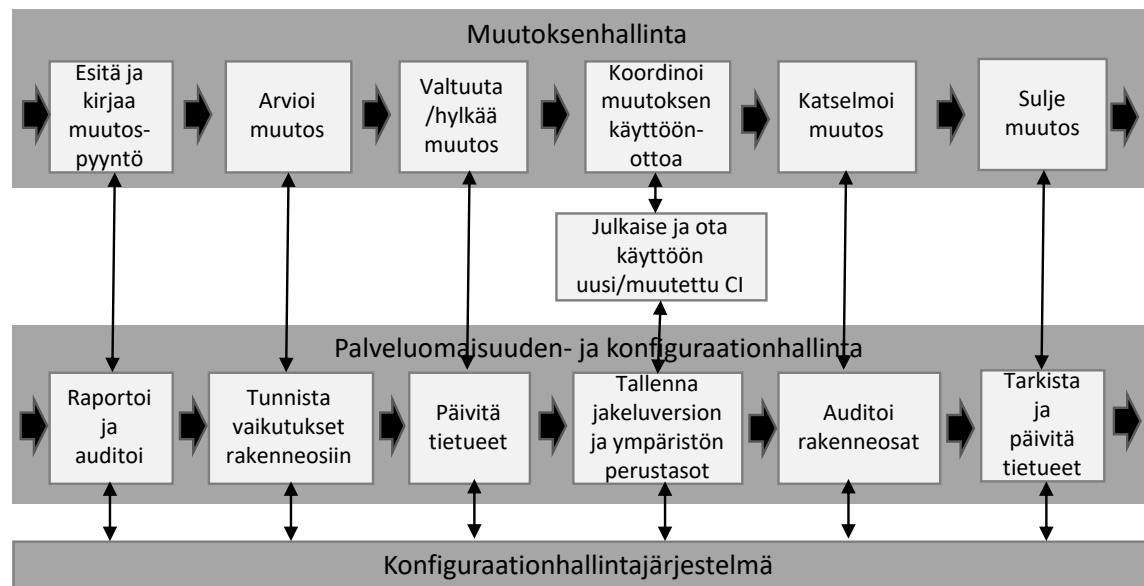 Muutoksenhallinta
Esitä ja
kirjaa
muutos-
pyyntö
Arvioi
muutos
Valtuuta
/hylkää
muutos
Koordinoi
muutoksen
käyttöön-
ottoa
Katselmoi
muutos
Sulje
muutos
Julkaise ja ota
käyttöön
uusi/muutettu CI
Palveluomaisuuden- ja konfiguraationhallinta
Raportoi
ja
auditoi
Tunnista
vaikutukset
rakenneosiin
Päivitä
tietueet
Tallenna
jakeluversion
ja ympäristön
perustasot
Auditoi
rakenneosat
Tarkista
ja
päivitä
tietueet
Konfiguraationhallintajärjestelmä